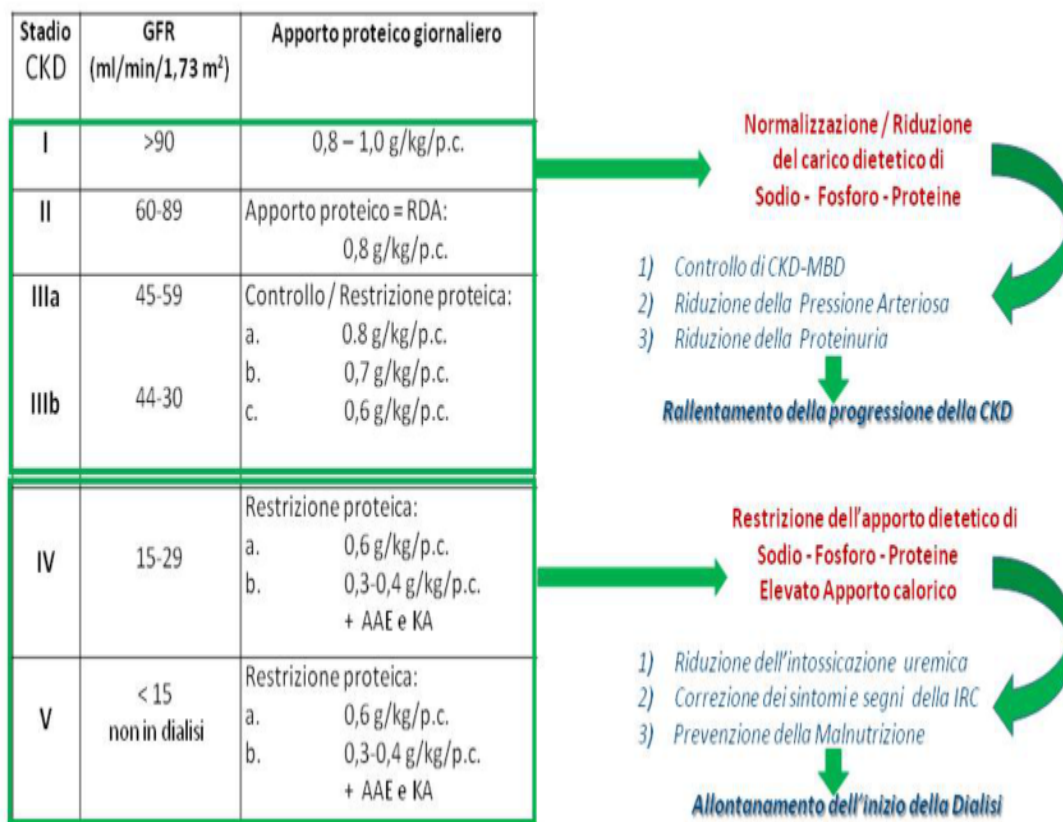 Stadio CKD
GFR (ml/min/1,73 m²)
Apporto proteico giornaliero
I
>90
0,8 – 1,0 g/kg/p.c.
II
60-89
Apporto proteico = RDA:
0,8 g/kg/p.c.
IIIa
45-59
IIIb
44-30
Controllo / Restrizione proteica:
a. 0.8 g/kg/p.c.
b. 0,7 g/kg/p.c.
c. 0,6 g/kg/p.c.
IV
15-29
Restrizione proteica:
a. 0,6 g/kg/p.c.
b. 0,3-0,4 g/kg/p.c.
+ AAE e KA
V
< 15
non in dialisi
Restrizione proteica:
a. 0,6 g/kg/p.c.
b. 0,3-0,4 g/kg/p.c.
+ AAE e KA
Normalizzazione / Riduzione
del carico dietetico di
Sodio - Fosforo - Proteine
1) Controllo di CKD-MBD
2) Riduzione della Pressione Arteriosa
3) Riduzione della Proteinuria
Rallentamento della progressione della CKD
Restrizione dell'apporto dietetico di
Sodio - Fosforo - Proteine
Elevato Apporto calorico
1) Riduzione dell'intossicazione uremica
2) Correzione dei sintomi e segni della IRC
3) Prevenzione della Malnutrizione
Allontanamento dell'inizio della Dialisi